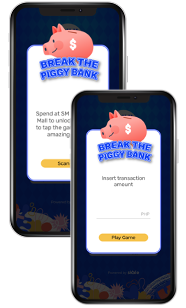 BREAK THE
PIGGY BANK
Spend at SM
Mall to unloc
to tap the ga
amazing
Scan
BREAK THE
PIGGY BANK
Insert transaction
amount
PHP
Play Game